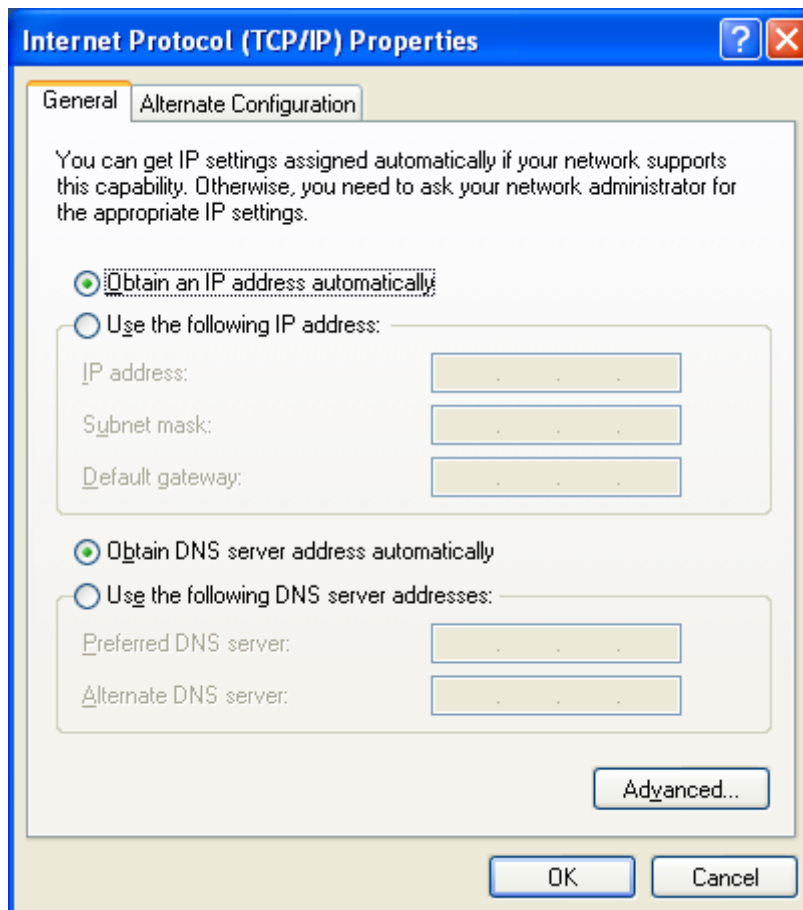 Internet Protocol (TCP/IP) Properties
General
Alternate Configuration
You can get IP settings assigned automatically if your network supports
this capability. Otherwise, you need to ask your network administrator for
the appropriate IP settings.
Obtain an IP address automatically
Use the following IP address:
IP address:
Subnet mask:
Default gateway:
Obtain DNS server address automatically
Use the following DNS server addresses:
Preferred DNS server:
Alternate DNS server:
Advanced...
OK
Cancel